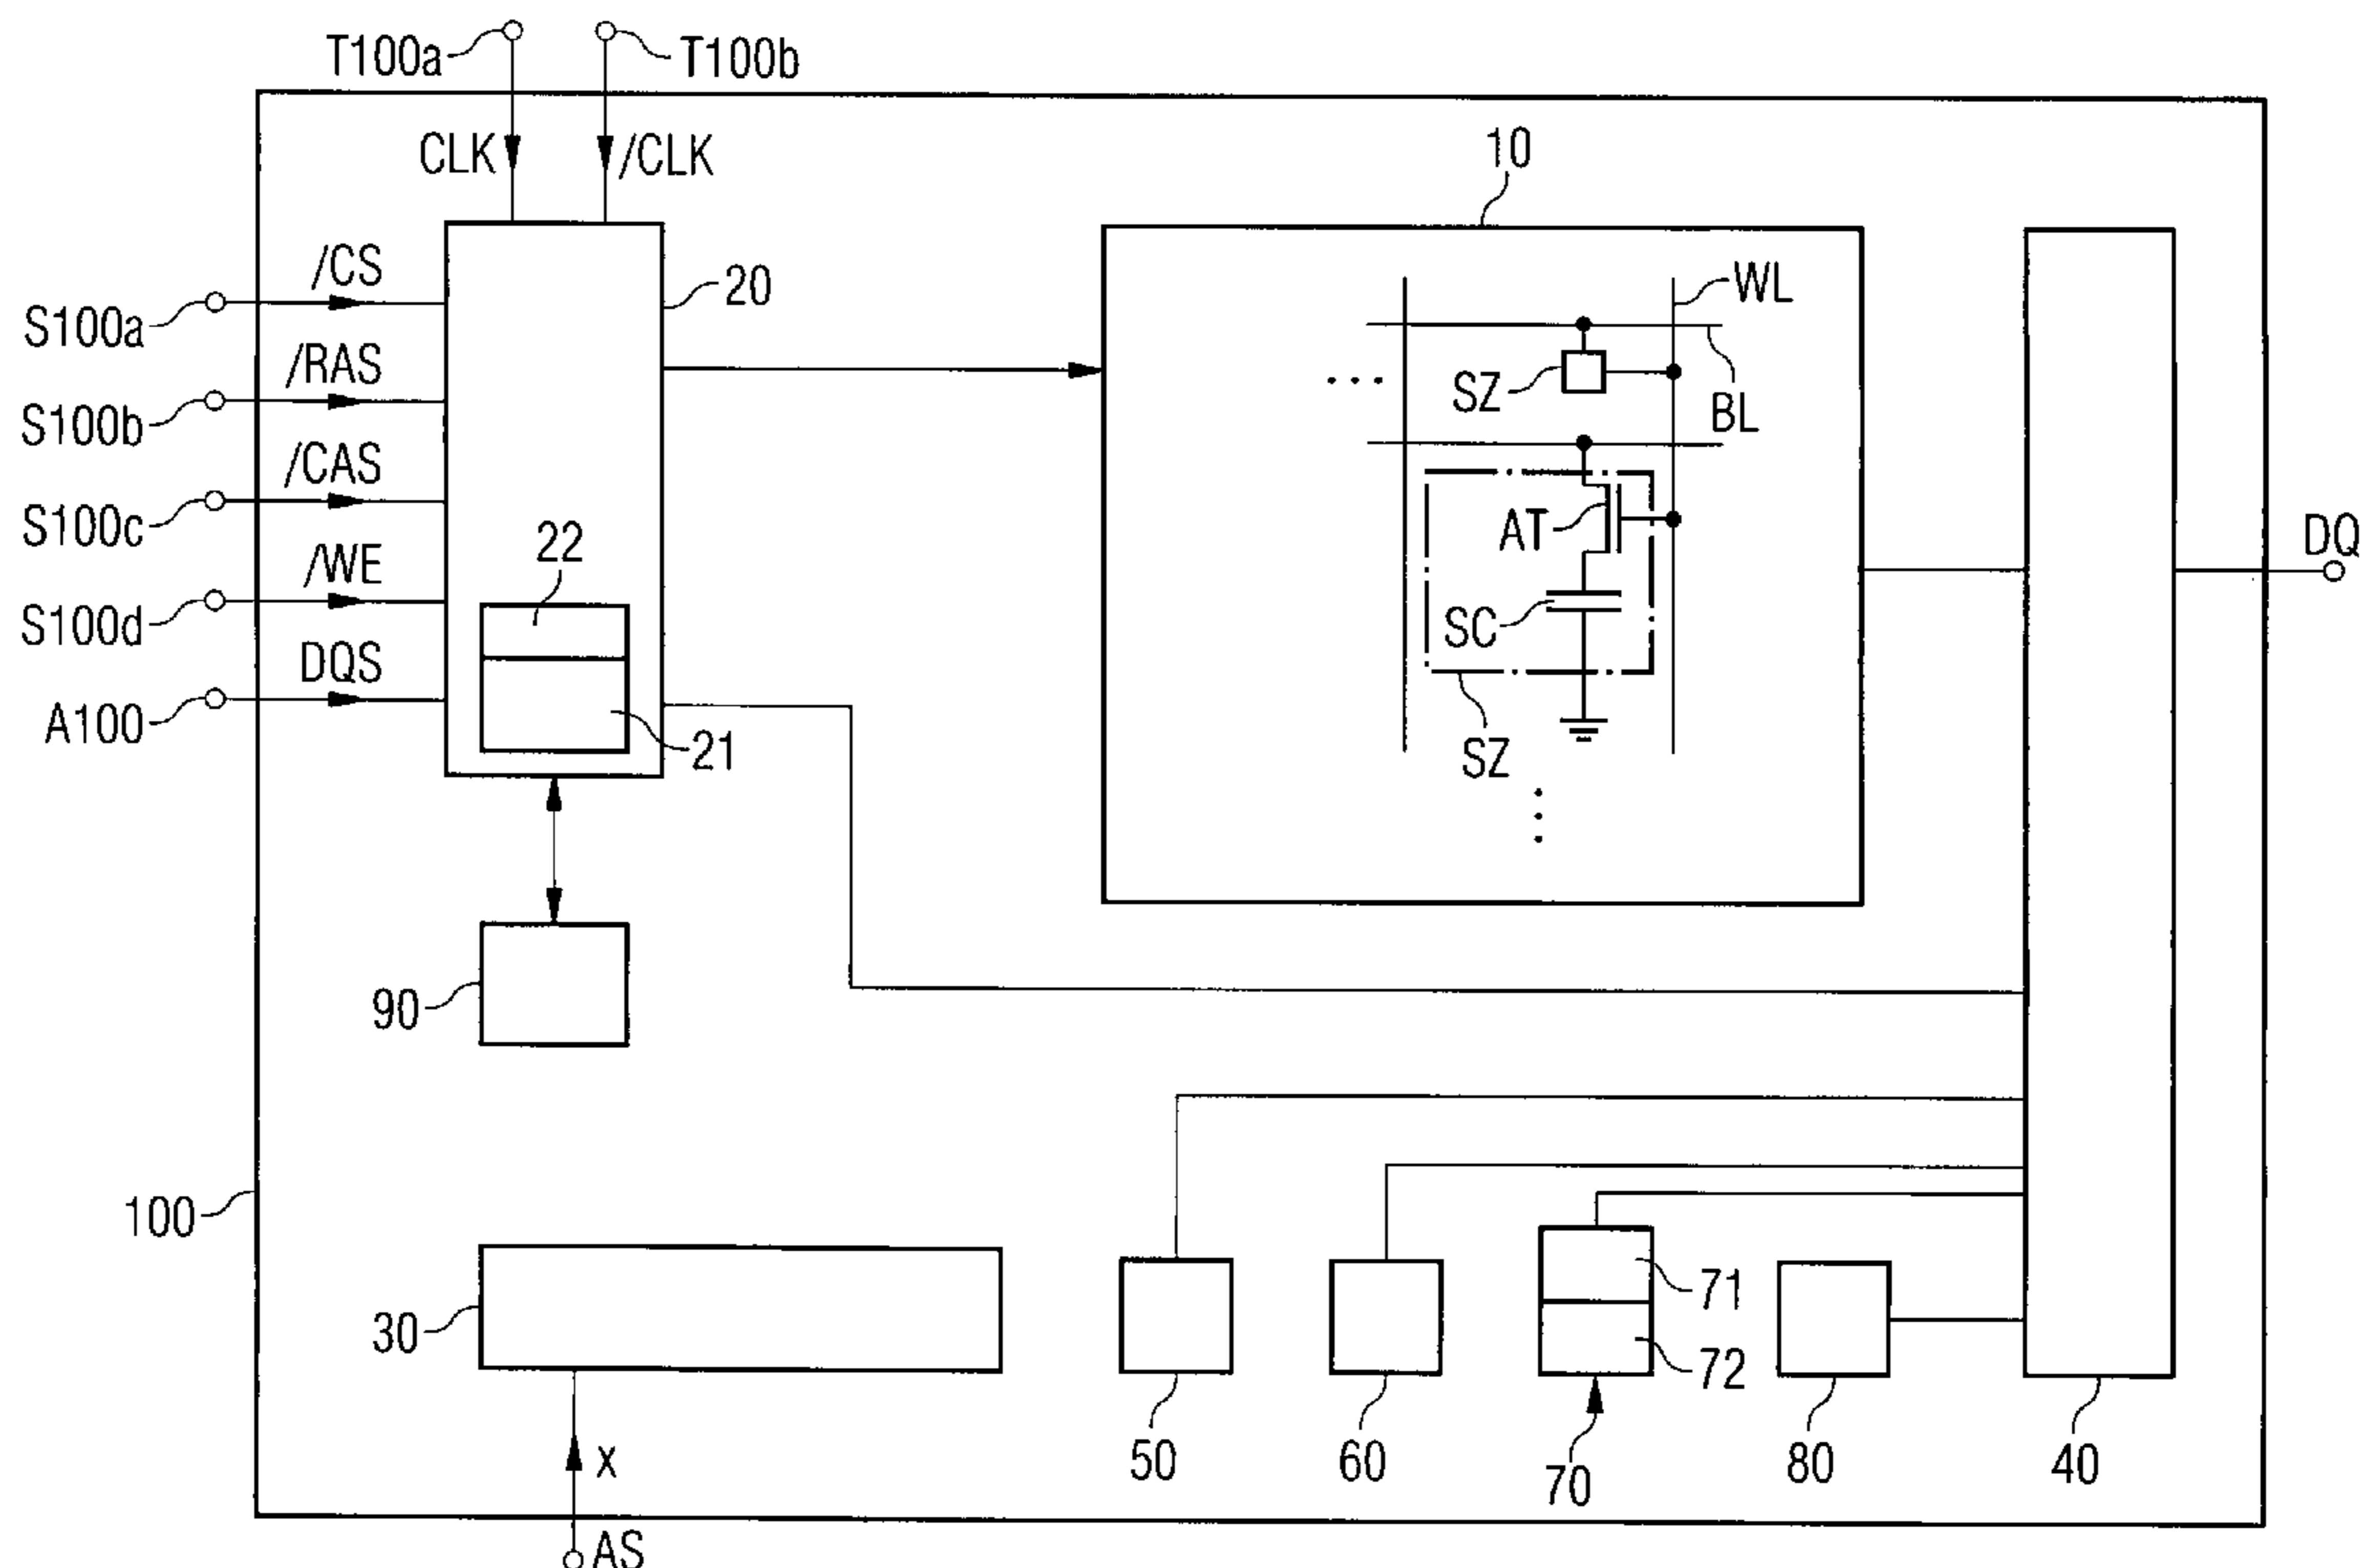 T100a
T100b
CLK
/CLK
10
/CS
20
WL
S100a
/RAS
SZ
BL
S100b
/CAS
22
AT
DQ
S100c
/WE
SC
S100d
DQS
A100
21
SZ
90
100
71
30
72
50
60
70
80
40
X
AS